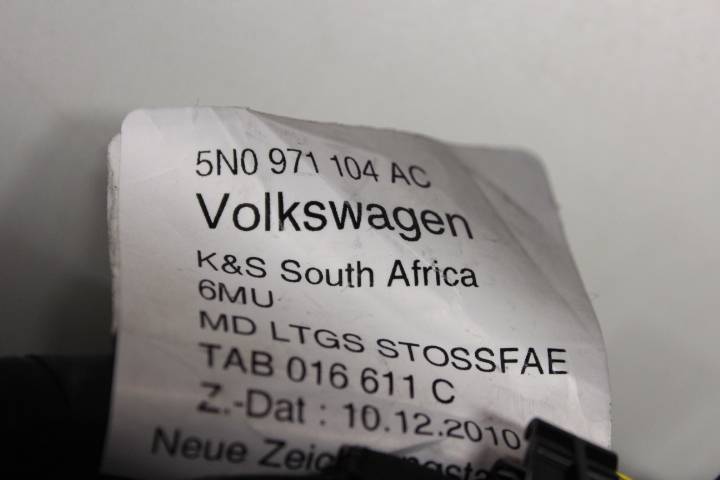 5N0 971 104 AC
Volkswagen
K&S South Africa
6MU
MD LTGS STOSSFAE
TAB 016 611 C
Z.-Dat : 10.12.2010
Neue